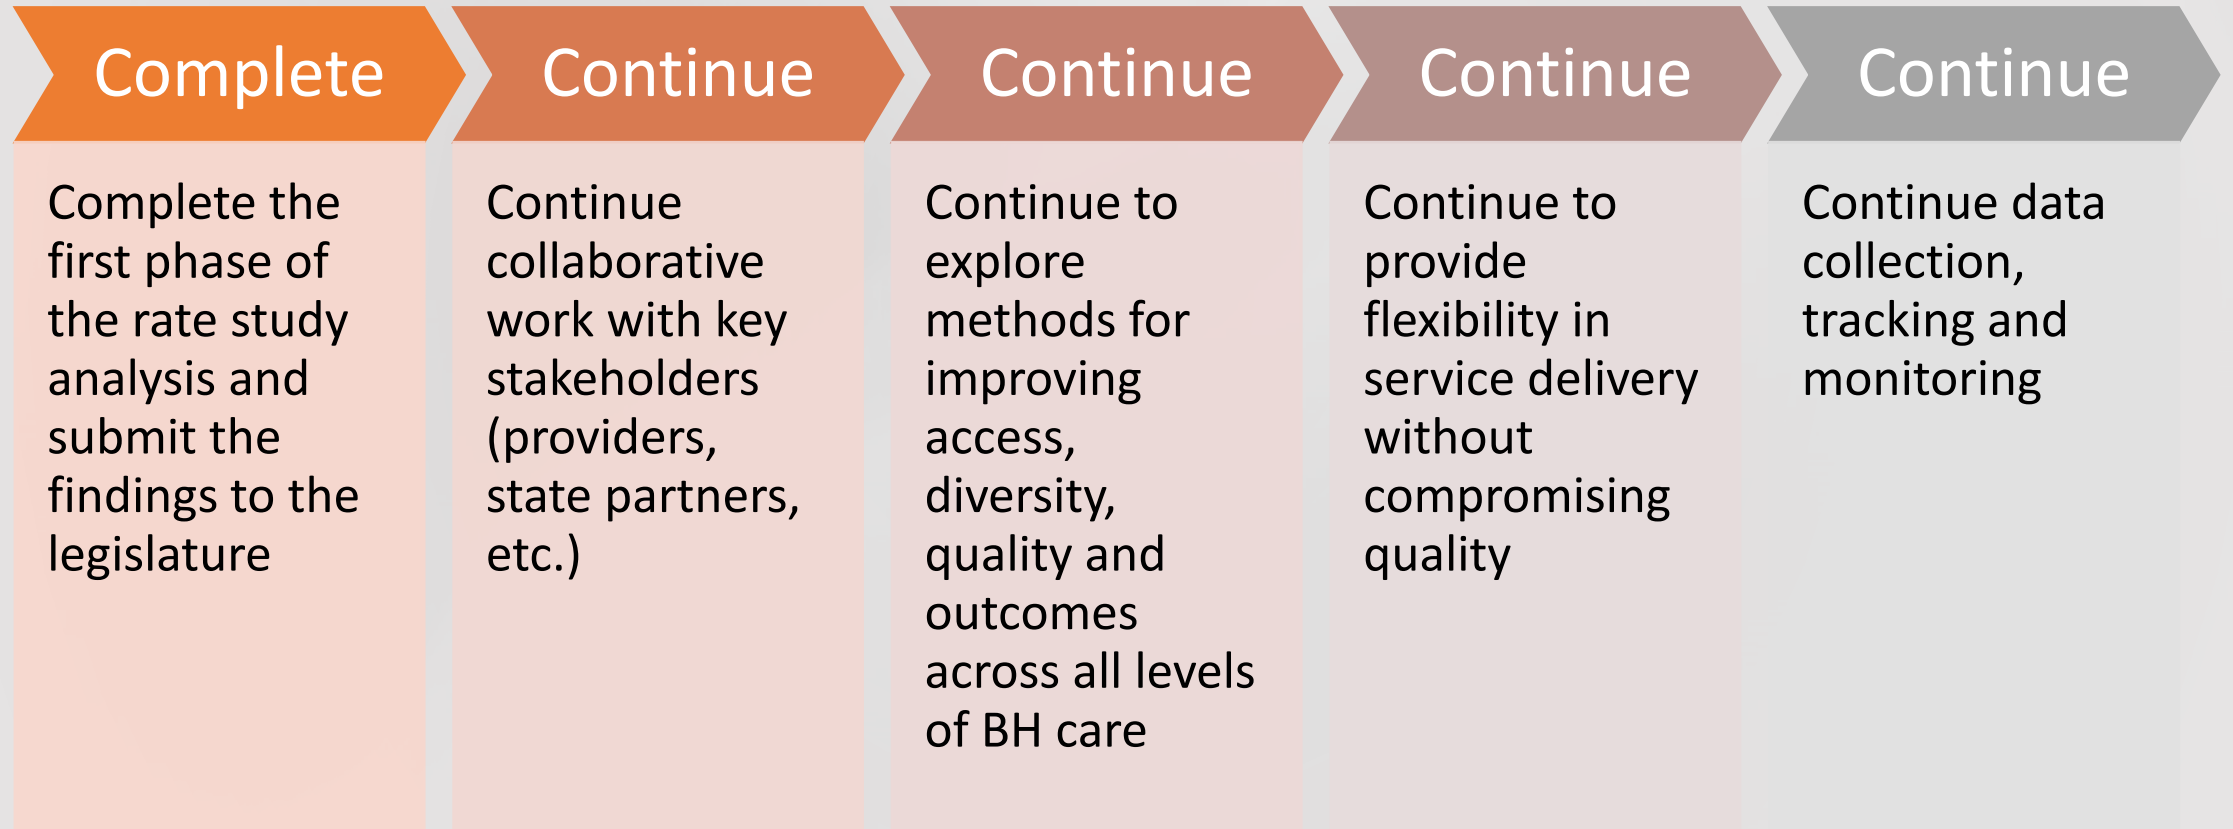 Complete
Complete the
first phase of
the rate study
analysis and
submit the
findings to the
legislature
Continue
Continue
collaborative
work with key
stakeholders
(providers,
state partners,
etc.)
Continue
Continue to
explore
methods for
improving
access,
diversity,
quality and
outcomes
across all levels
of BH care
Continue
Continue to
provide
flexibility in
service delivery
without
compromising
quality
Continue
Continue data
collection,
tracking and
monitoring